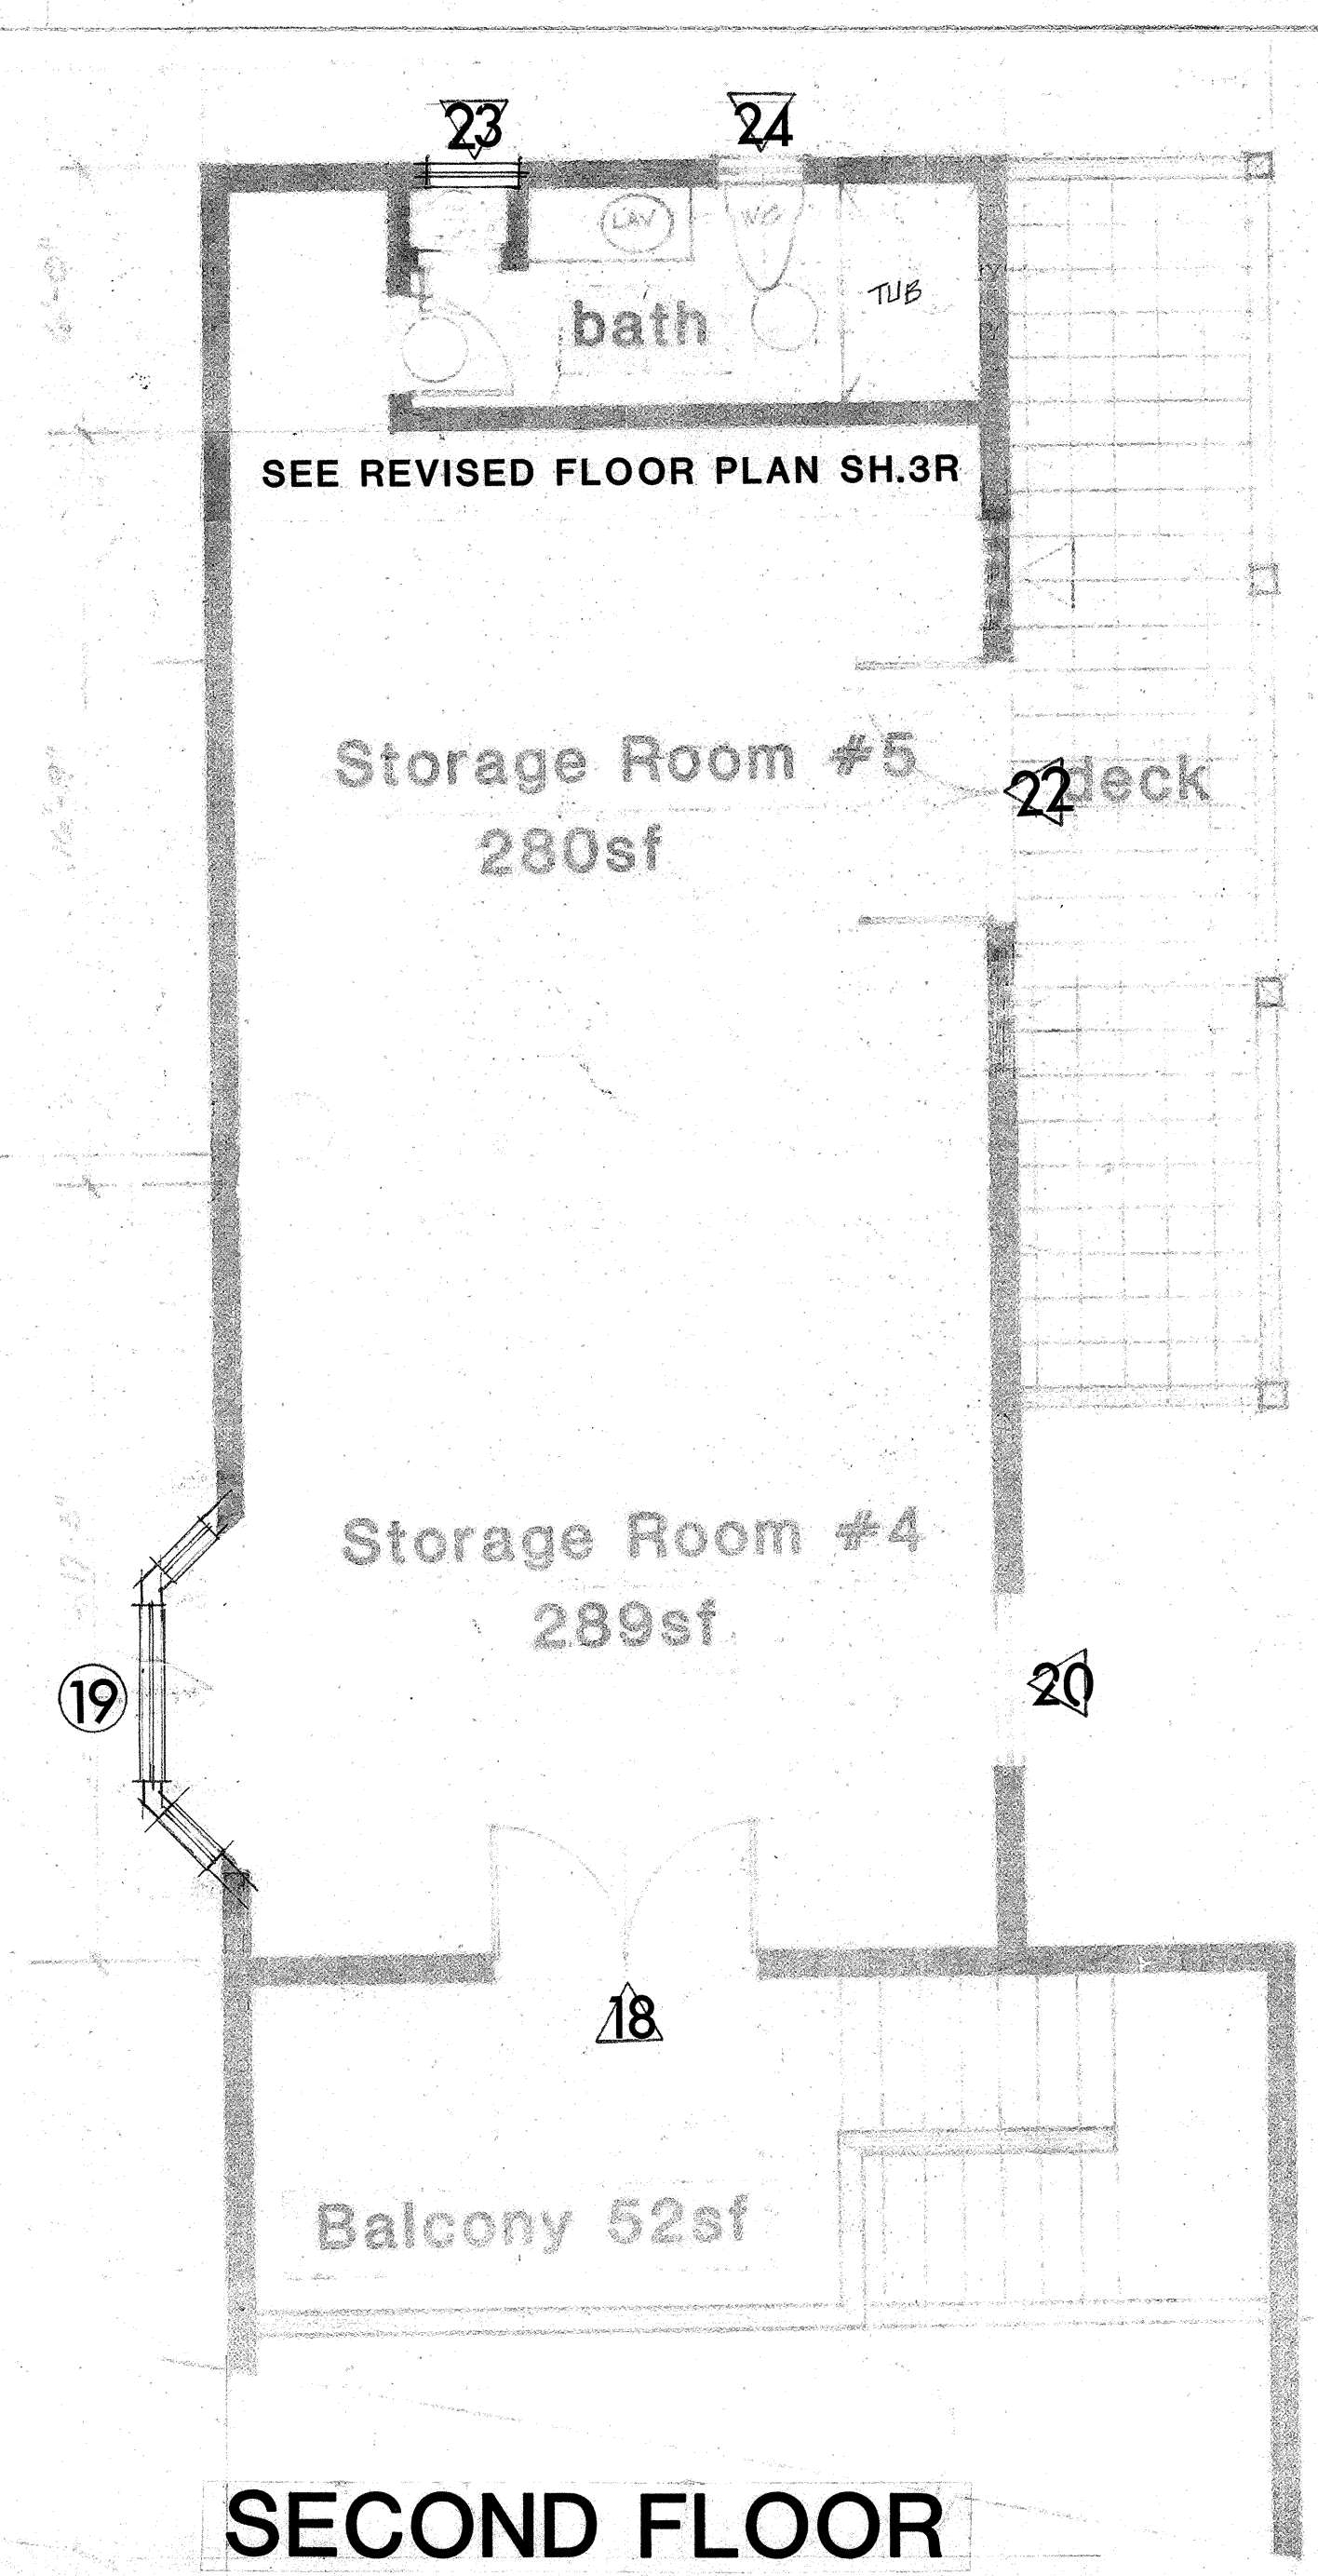 23
24
LAV
TUB
bath
SEE REVISED FLOOR PLAN SH.3R
Storage Room #5
280sf
22
deck
Storage Room #4
289sf
19
20
18
Balcony 52sf
SECOND FLOOR